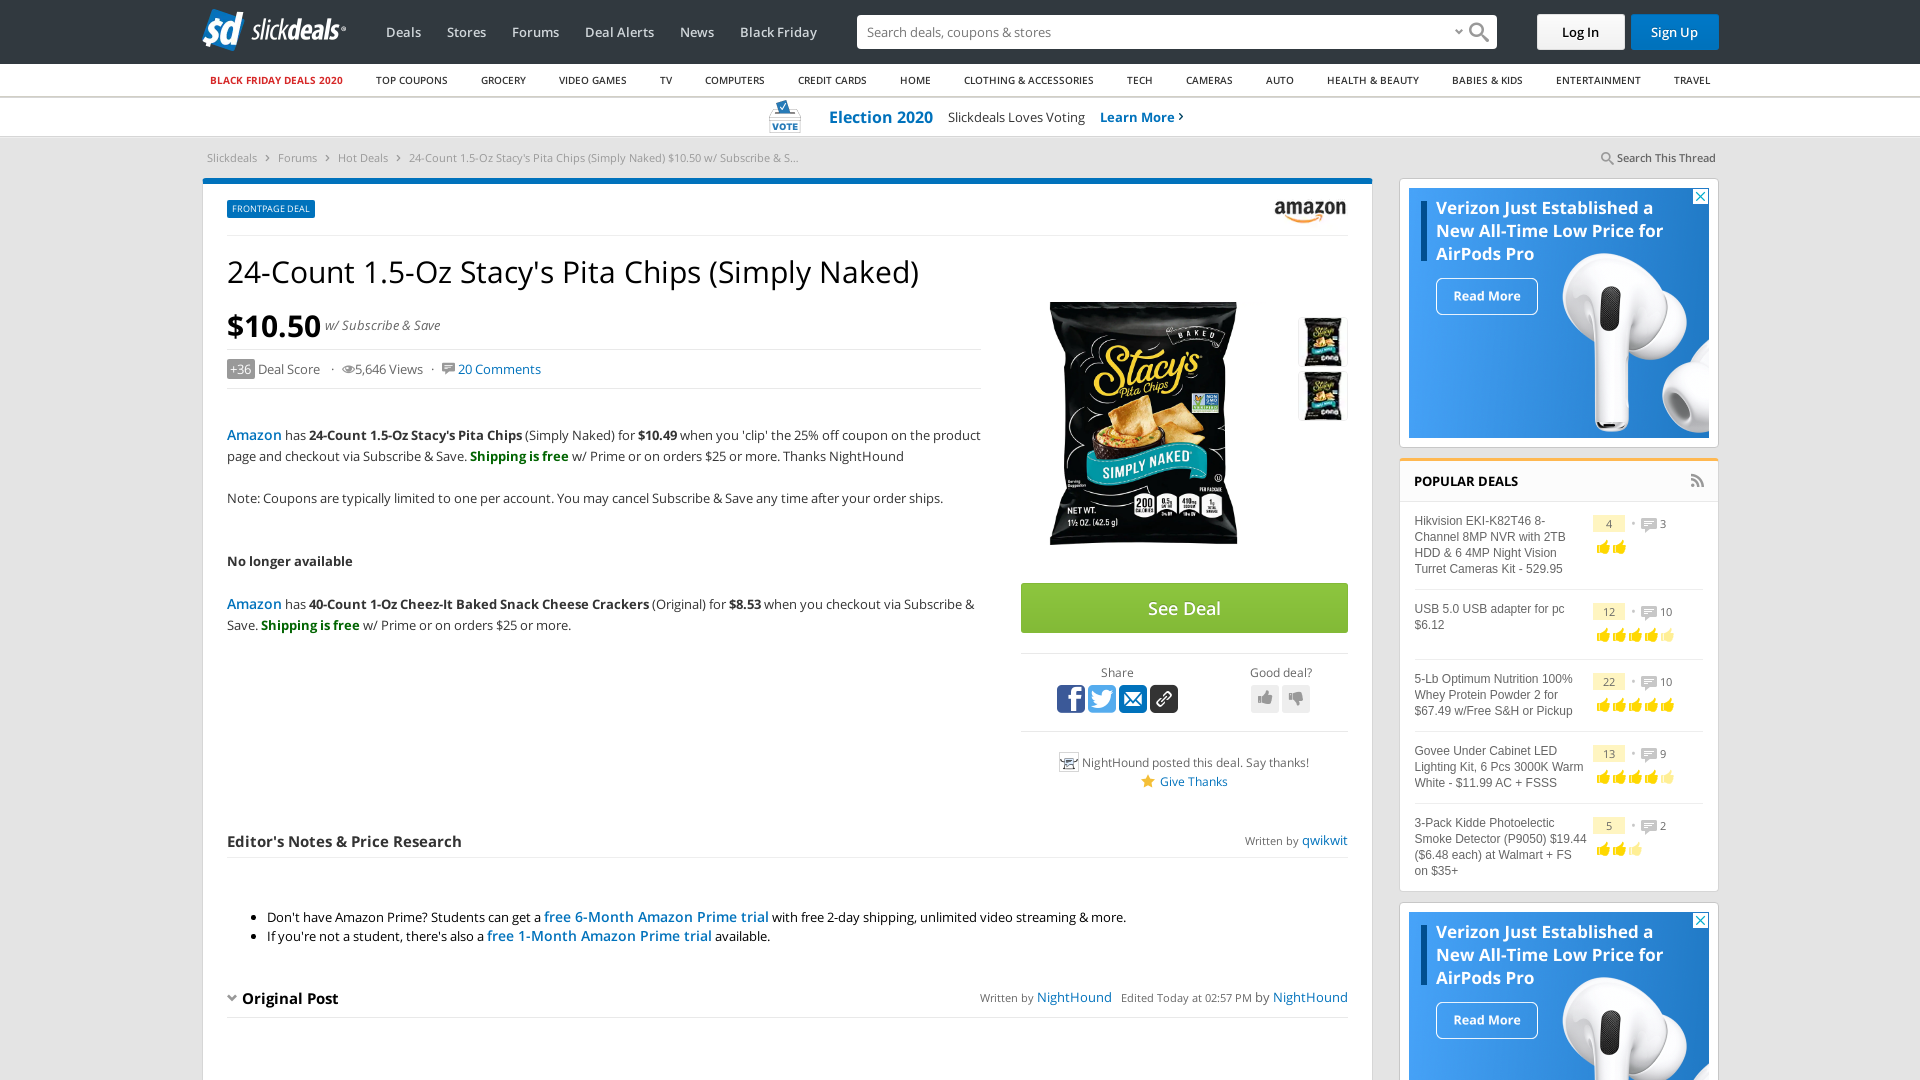 sd slickdeals
Deals Stores Forums Deal Alerts News Black Friday
Search deals, coupons & stores
Log In Sign Up
BLACK FRIDAY DEALS 2020 TOP COUPONS GROCERY VIDEO GAMES TV COMPUTERS CREDIT CARDS HOME CLOTHING & ACCESSORIES TECH CAMERAS AUTO HEALTH & BEAUTY BABIES & KIDS ENTERTAINMENT TRAVEL
VOTE Election 2020 Slickdeals Loves Voting Learn More
Slickdeals Forums Hot Deals 24-Count 1.5-Oz Stacy's Pita Chips (Simply Naked) $10.50 w/ Subscribe & S...
Search This Thread
FRONTPAGE DEAL
amazon
24-Count 1.5-Oz Stacy's Pita Chips (Simply Naked)
$10.50 w/ Subscribe & Save
+36 Deal Score · 5,646 Views · 20 Comments
Amazon has 24-Count 1.5-Oz Stacy's Pita Chips (Simply Naked) for $10.49 when you 'clip' the 25% off coupon on the product
page and checkout via Subscribe & Save. Shipping is free w/ Prime or on orders $25 or more. Thanks NightHound
Note: Coupons are typically limited to one per account. You may cancel Subscribe & Save any time after your order ships.
No longer available
Amazon has 40-Count 1-Oz Cheez-It Baked Snack Cheese Crackers (Original) for $8.53 when you checkout via Subscribe &
Save. Shipping is free w/ Prime or on orders $25 or more.
BAKED
Stacy's
Pita Chips
SIMPLY NAKED
NET WT.
1½ OZ. (42.5 g)
See Deal
Share
Good deal?
NightHound posted this deal. Say thanks!
Give Thanks
Editor's Notes & Price Research
Written by qwikwit
Don't have Amazon Prime? Students can get a free 6-Month Amazon Prime trial with free 2-day shipping, unlimited video streaming & more.
If you're not a student, there's also a free 1-Month Amazon Prime trial available.
Original Post
Written by NightHound Edited Today at 02:57 PM by NightHound
Verizon Just Established a
New All-Time Low Price for
AirPods Pro
Read More
POPULAR DEALS
Hikvision EKI-K82T46 8-
Channel 8MP NVR with 2TB
HDD & 6 4MP Night Vision
Turret Cameras Kit - 529.95
4 • 3
USB 5.0 USB adapter for pc
$6.12
12 • 10
5-Lb Optimum Nutrition 100%
Whey Protein Powder 2 for
$67.49 w/Free S&H or Pickup
22 • 10
Govee Under Cabinet LED
Lighting Kit, 6 Pcs 3000K Warm
White - $11.99 AC + FSSS
13 • 9
3-Pack Kidde Photoelectic
Smoke Detector (P9050) $19.44
($6.48 each) at Walmart + FS
on $35+
5 • 2
Verizon Just Established a
New All-Time Low Price for
AirPods Pro
Read More